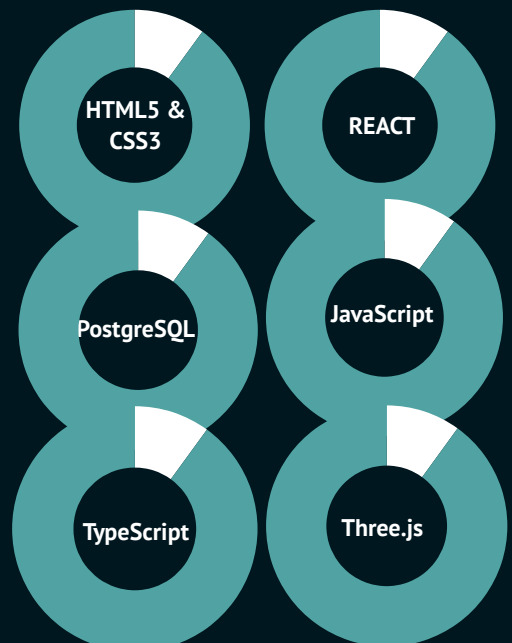 HTML5 &
CSS3
REACT
PostgreSQL
JavaScript
TypeScript
Three.js